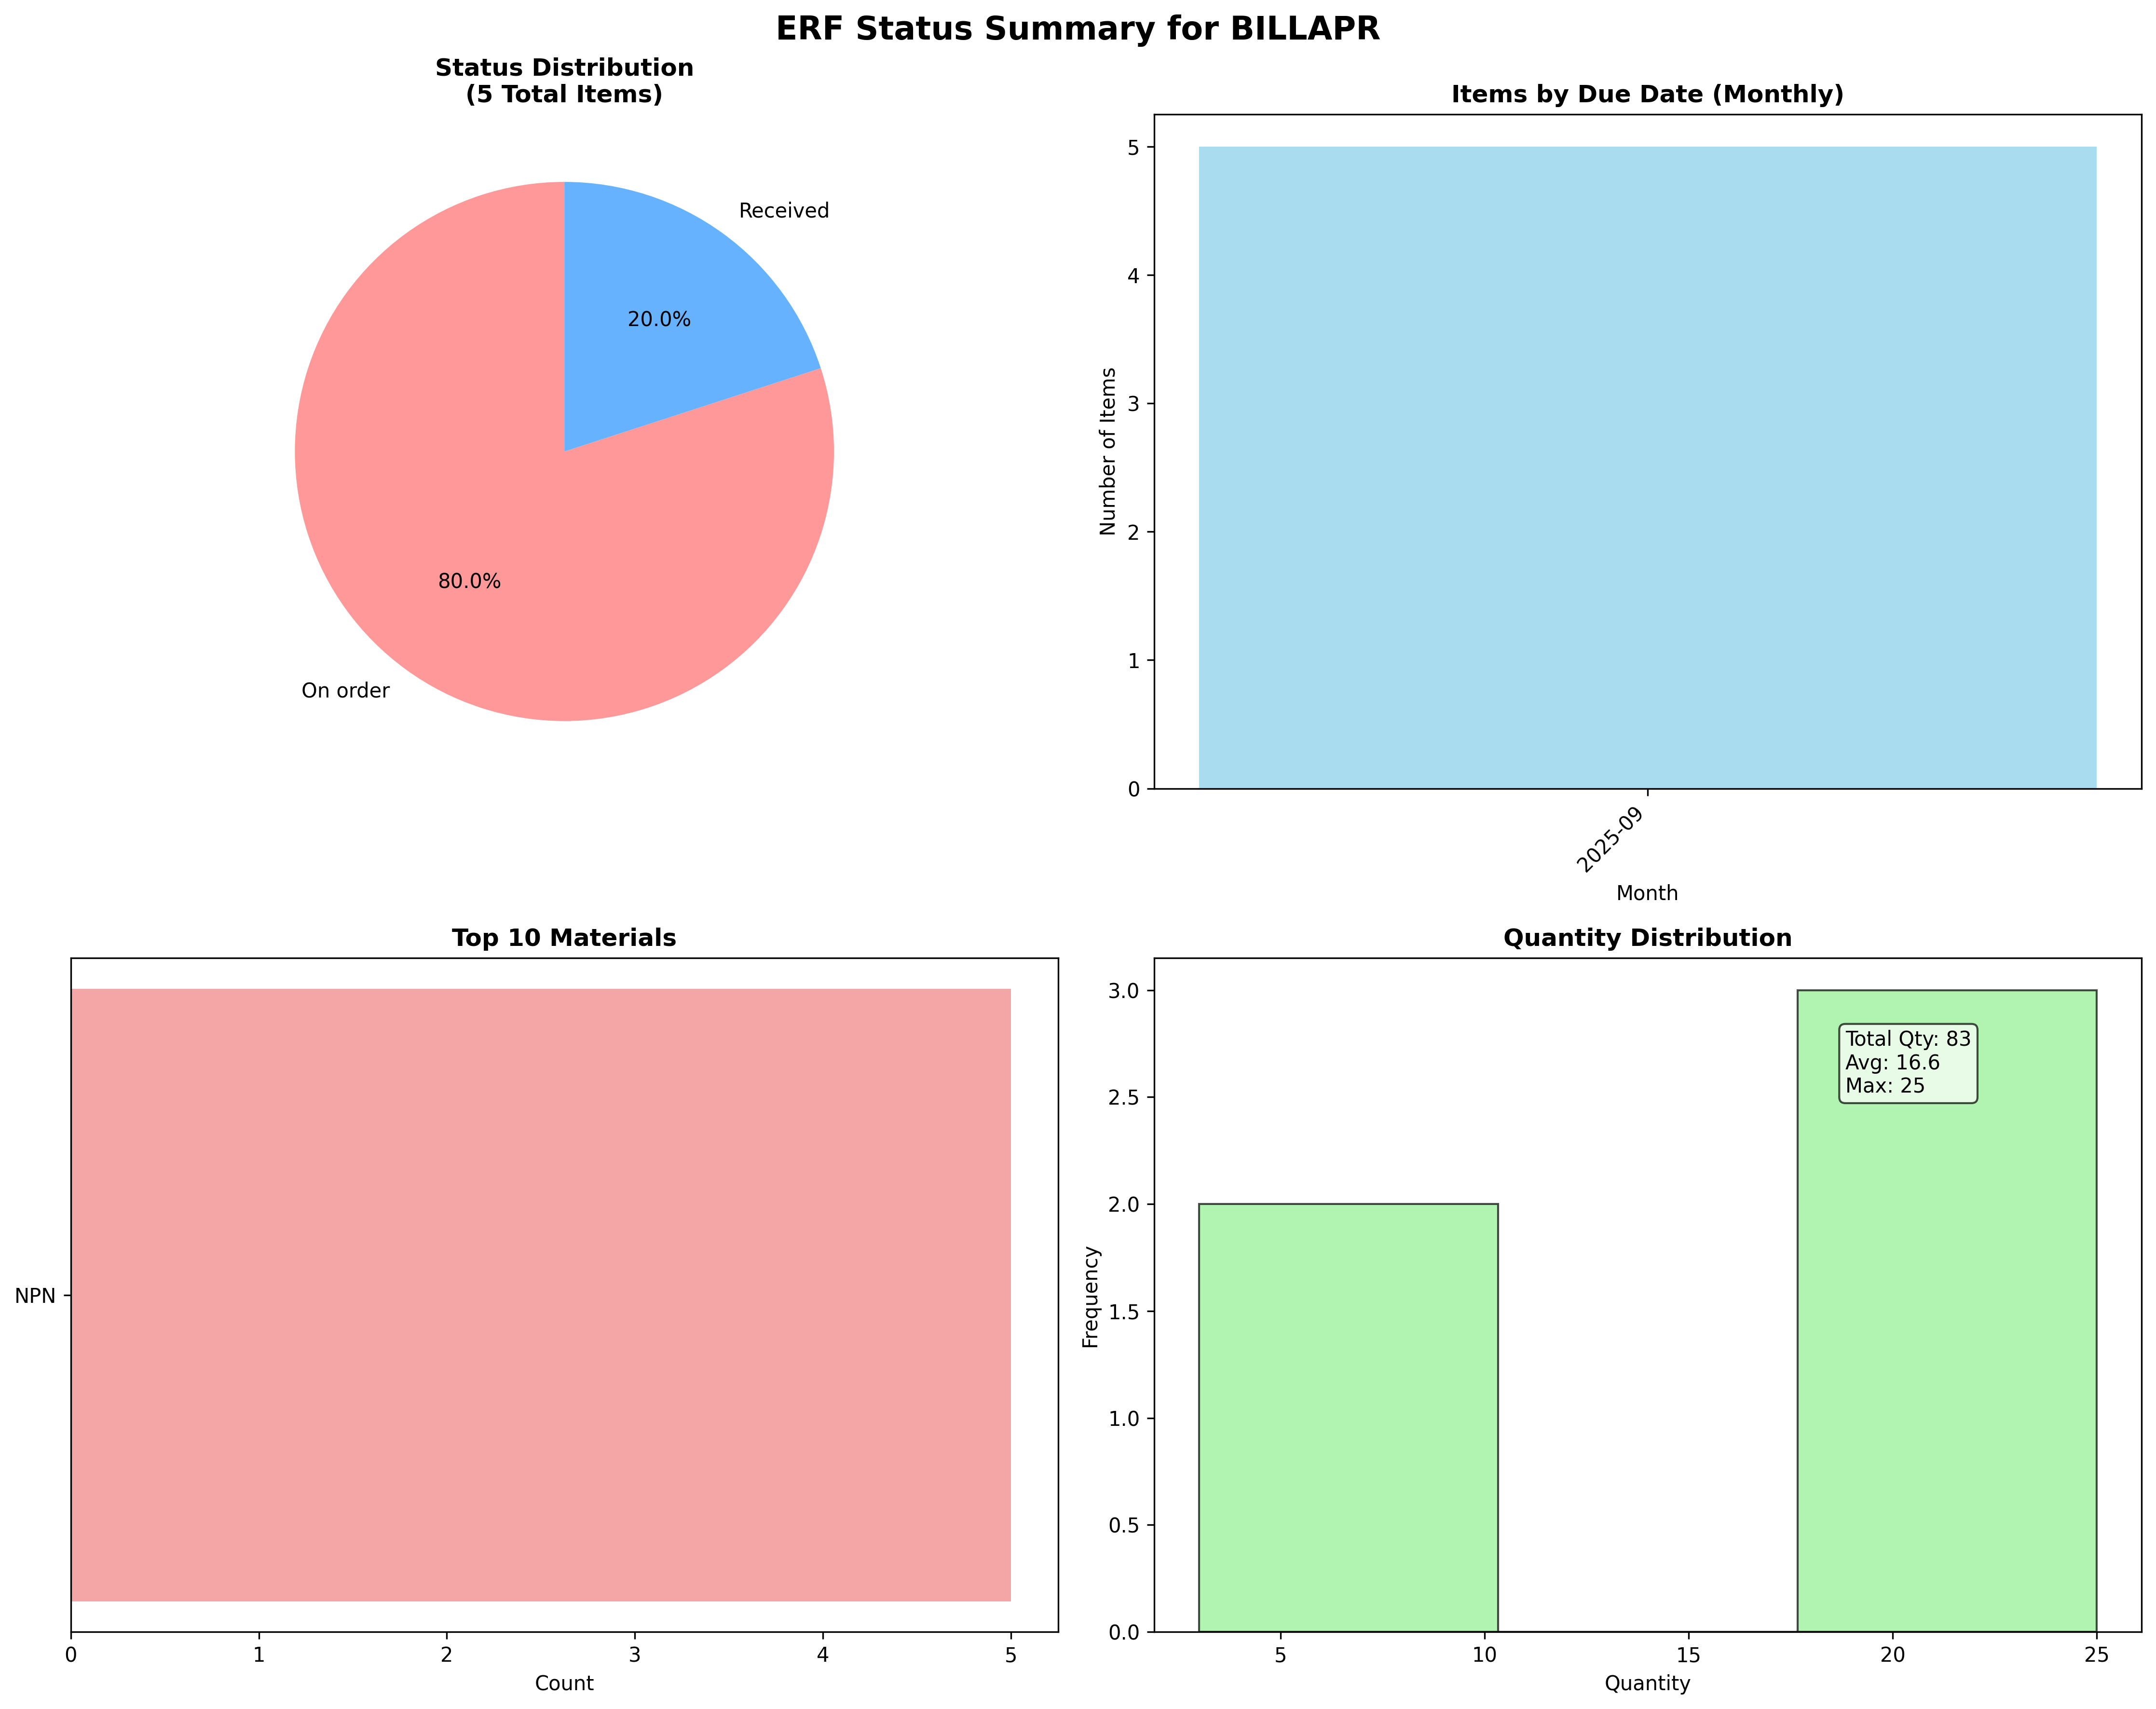 ERF Status Summary for BILLAPR
Status Distribution
(5 Total Items)
Received
20.0%
80.0%
On order
Items by Due Date (Monthly)
5
4
3
2
1
0
Number of Items
2025-09
Month
Top 10 Materials
NPN
0 1 2 3 4 5
Count
Quantity Distribution
3.0
2.5
2.0
1.5
1.0
0.5
0.0
Frequency
Total Qty: 83
Avg: 16.6
Max: 25
5 10 15 20 25
Quantity